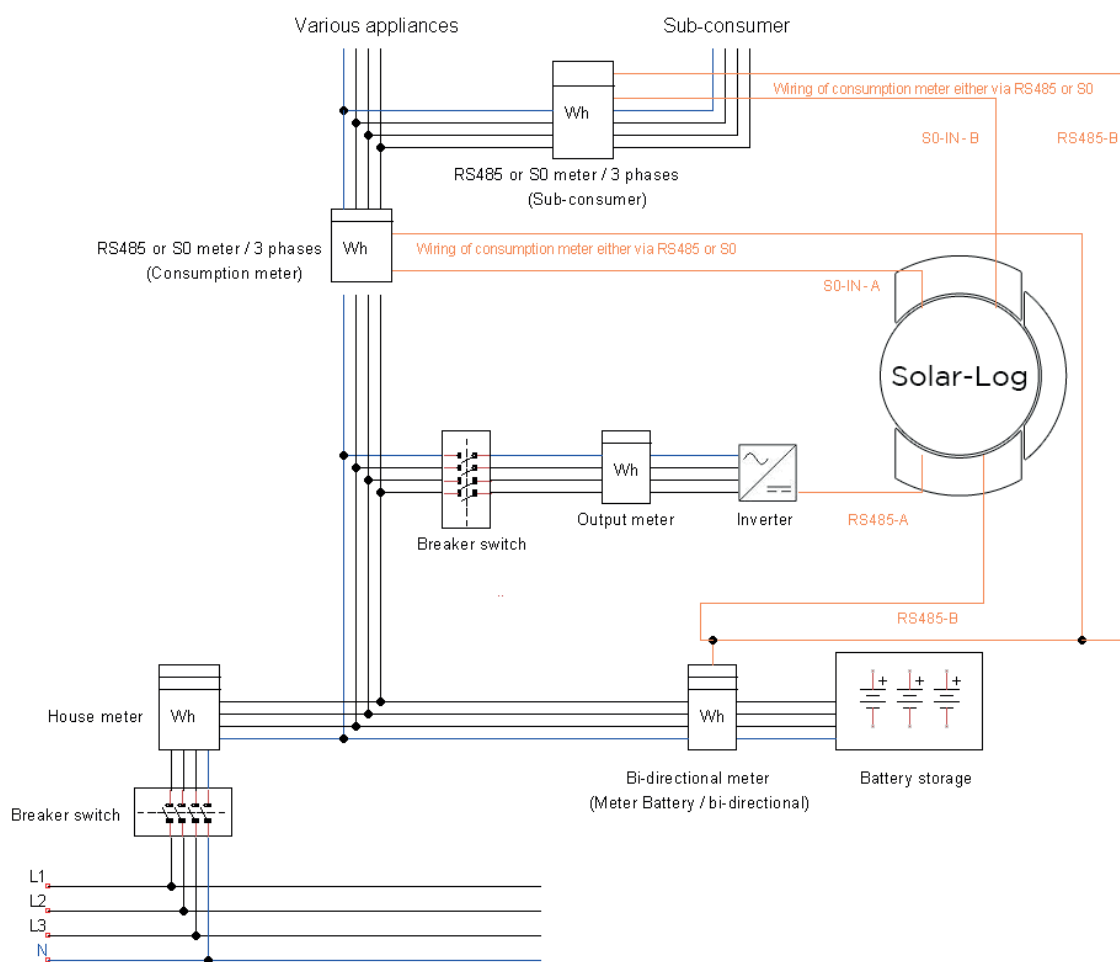 Various appliances
Sub-consumer
Wiring of consumption meter either via RS485 or S0
Wh
S0-IN - B
RS485-B
RS485 or S0 meter / 3 phases
(Sub-consumer)
RS485 or S0 meter / 3 phases
(Consumption meter)
Wh
Wiring of consumption meter either via RS485 or S0
S0-IN - A
Solar-Log
Wh
Output meter
Inverter
RS485-A
Breaker switch
..
RS485-B
House meter
Wh
Wh
+
+
+
Bi-directional meter
(Meter Battery / bi-directional)
Battery storage
Breaker switch
L1
L2
L3
N